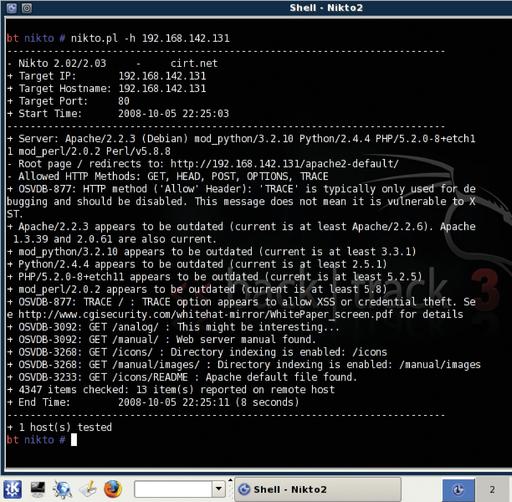 Shell - Nikto2
bt nikto # nikto.pl -h 192.168.142.131
---------------------------------------------------------------------------
- Nikto 2.02/2.03     -     cirt.net
+ Target IP:       192.168.142.131
+ Target Hostname: 192.168.142.131
+ Target Port:     80
+ Start Time:      2008-10-05 22:25:03
---------------------------------------------------------------------------
+ Server: Apache/2.2.3 (Debian) mod_python/3.2.10 Python/2.4.4 PHP/5.2.0-8+etch1
1 mod_perl/2.0.2 Perl/v5.8.8
- Root page / redirects to: http://192.168.142.131/apache2-default/
- Allowed HTTP Methods: GET, HEAD, POST, OPTIONS, TRACE
+ OSVDB-877: HTTP method ('Allow' Header): 'TRACE' is typically only used for de
bugging and should be disabled. This message does not mean it is vulnerable to X
ST.
+ Apache/2.2.3 appears to be outdated (current is at least Apache/2.2.6). Apache
 1.3.39 and 2.0.61 are also current.
+ mod_python/3.2.10 appears to be outdated (current is at least 3.3.1)
+ Python/2.4.4 appears to be outdated (current is at least 2.5.1)
+ PHP/5.2.0-8+etch11 appears to be outdated (current is at least 5.2.5)
+ mod_perl/2.0.2 appears to be outdated (current is at least 5.8)
+ OSVDB-877: TRACE / : TRACE option appears to allow XSS or credential theft. Se
e http://www.cgisecurity.com/whitehat-mirror/WhitePaper_screen.pdf for details
+ OSVDB-3092: GET /analog/ : This might be interesting...
+ OSVDB-3092: GET /manual/ : Web server manual found.
+ OSVDB-3268: GET /icons/ : Directory indexing is enabled: /icons
+ OSVDB-3268: GET /manual/images/ : Directory indexing is enabled: /manual/images
+ OSVDB-3233: GET /icons/README : Apache default file found.
+ 4347 items checked: 13 item(s) reported on remote host
+ End Time:        2008-10-05 22:25:11 (8 seconds)
---------------------------------------------------------------------------
+ 1 host(s) tested
bt nikto #
<< back|track 3
Shell - Nikto2
2